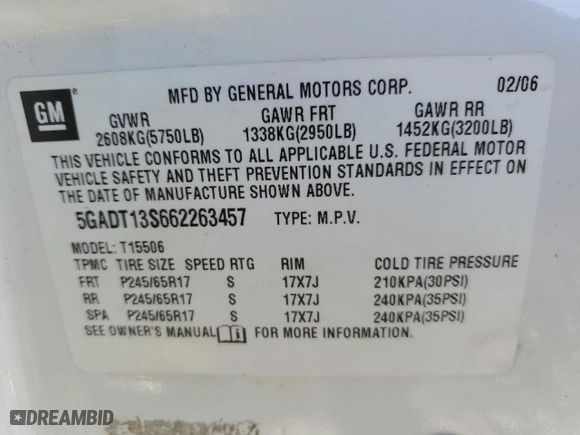 GM
MFD BY GENERAL MOTORS CORP. 02/06
GVWR GAWR FRT GAWR RR
2608KG(5750LB) 1338KG(2950LB) 1452KG(3200LB)
THIS VEHICLE CONFORMS TO ALL APPLICABLE U.S. FEDERAL MOTOR
VEHICLE SAFETY AND THEFT PREVENTION STANDARDS IN EFFECT ON
THE DATE OF MANUFACTURE SHOWN ABOVE.
5GADT13S662263457 TYPE: M.P.V.
MODEL: T15506
TPMC TIRE SIZE SPEED RTG RIM COLD TIRE PRESSURE
FRT P245/65R17 S 17X7J 210KPA(30PSI)
RR P245/65R17 S 17X7J 240KPA(35PSI)
SPA P245/65R17 S 17X7J 240KPA(35PSI)
SEE OWNER'S MANUAL FOR MORE INFORMATION.
DREAMBID